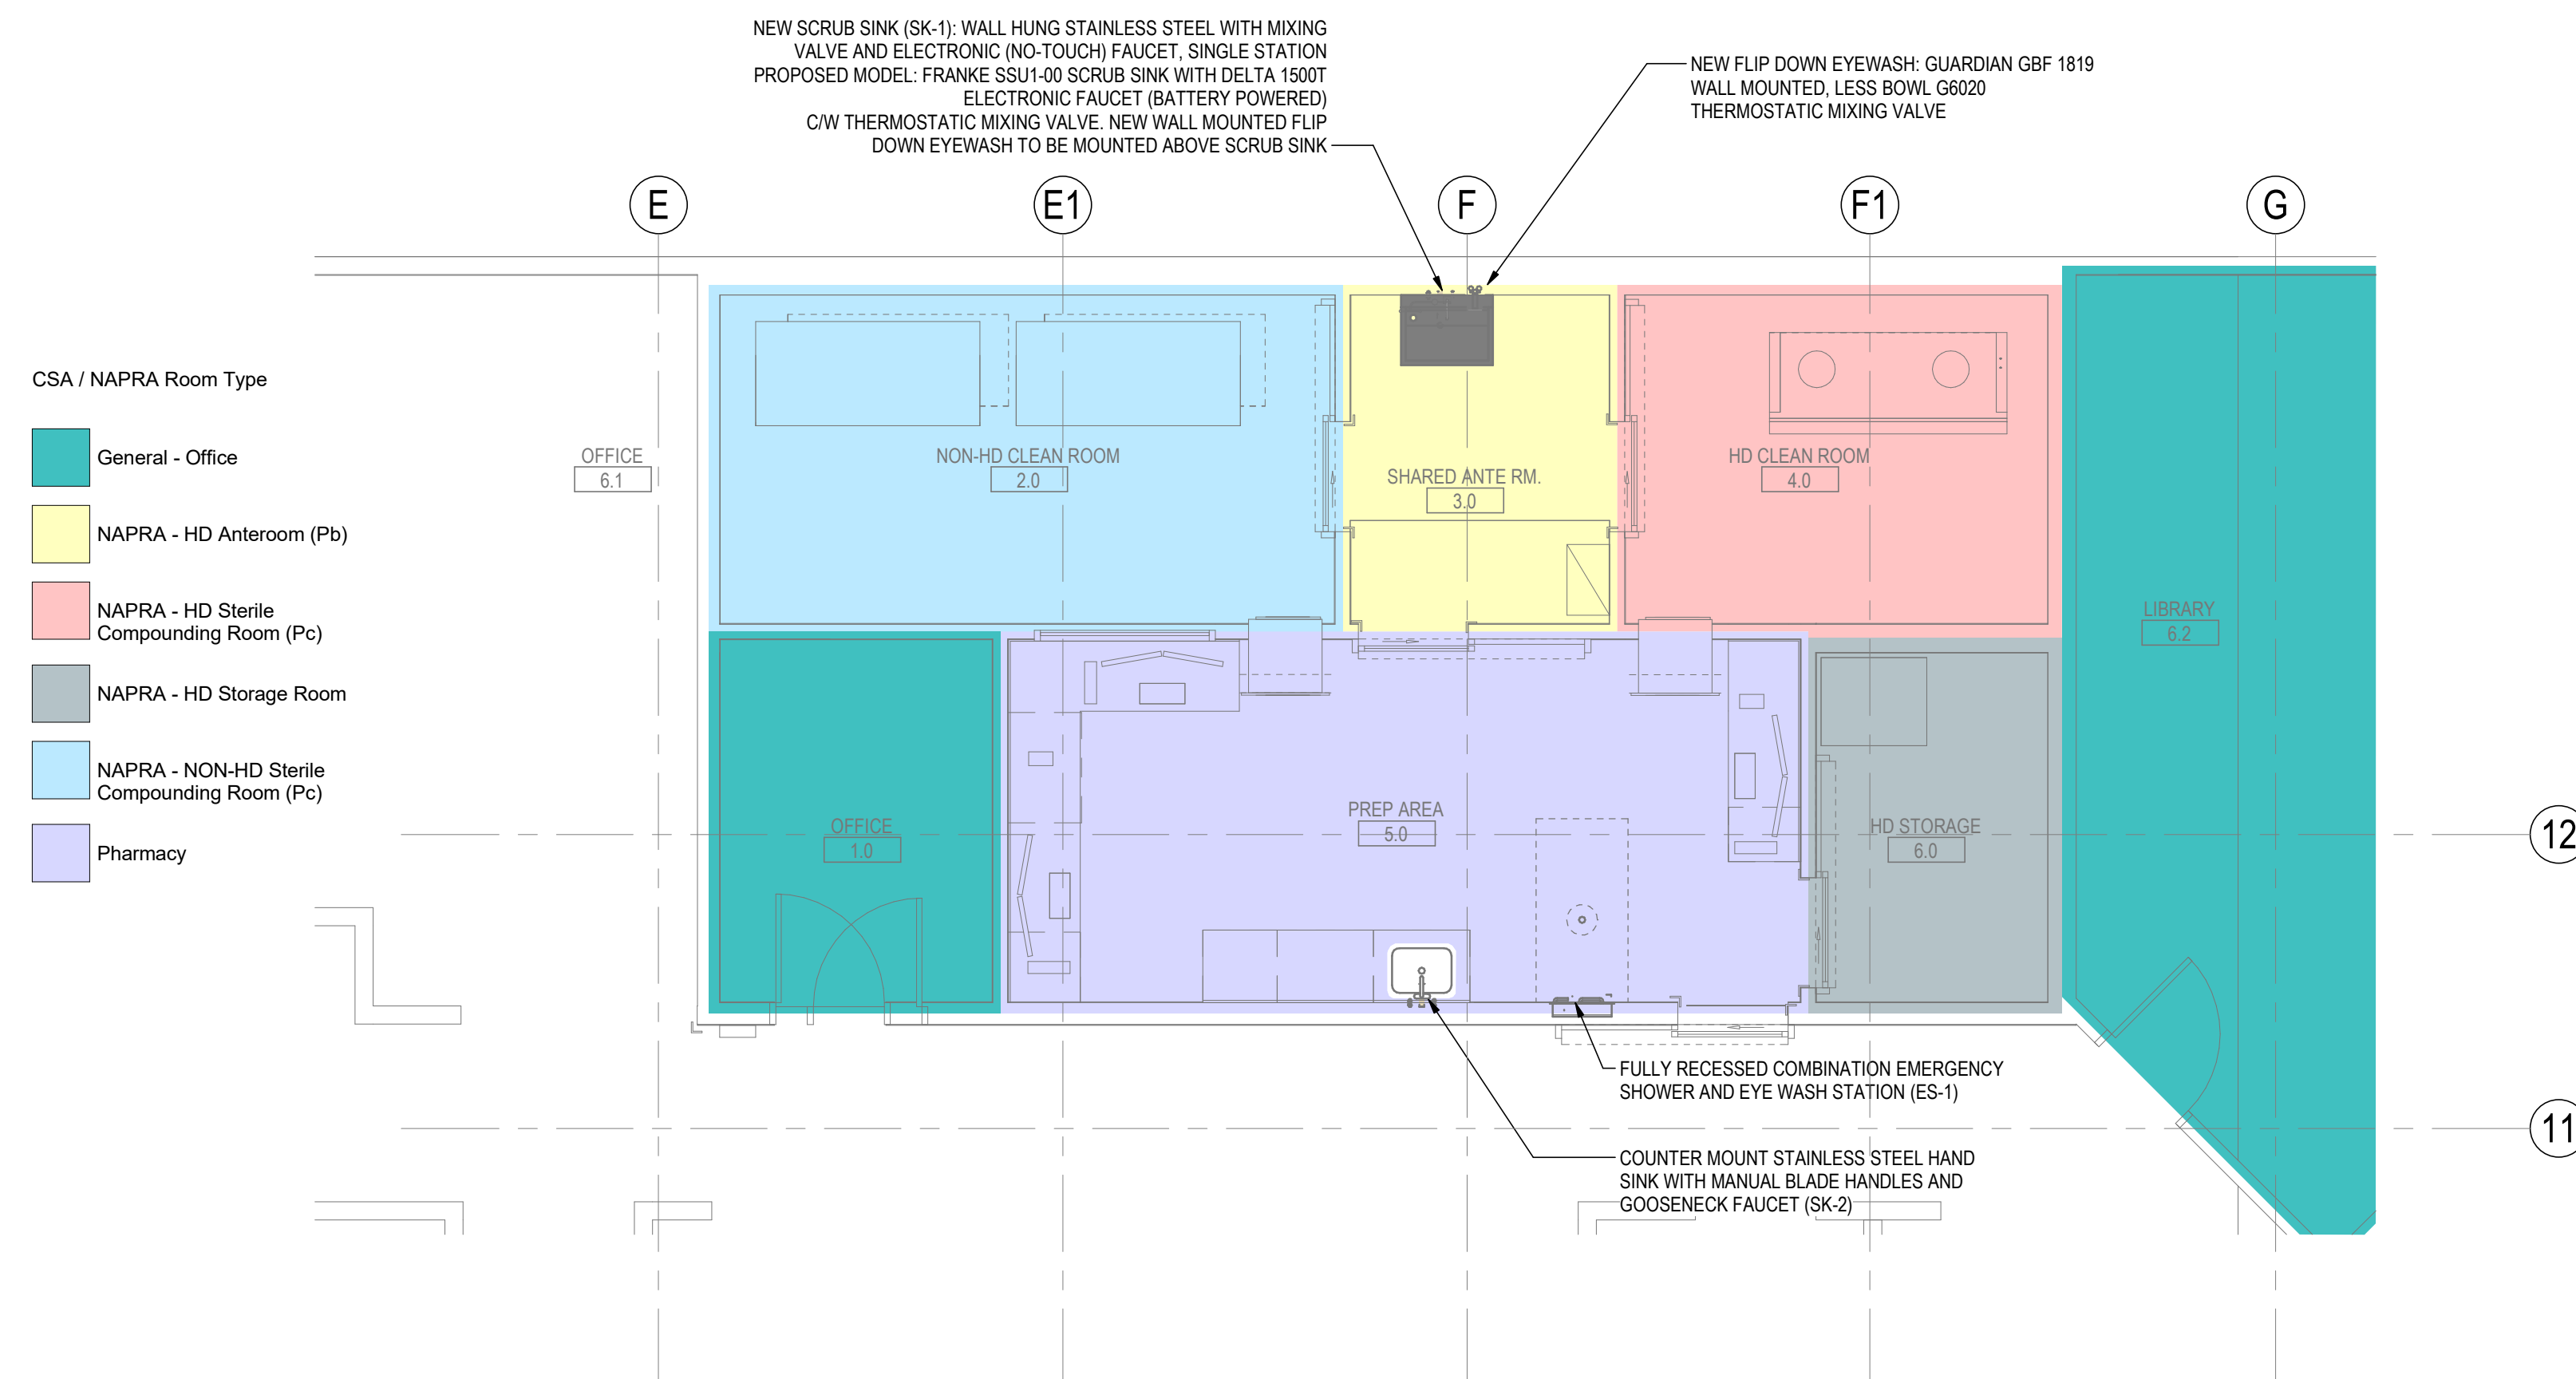 NEW SCRUB SINK (SK-1): WALL HUNG STAINLESS STEEL WITH MIXING
VALVE AND ELECTRONIC (NO-TOUCH) FAUCET, SINGLE STATION
PROPOSED MODEL: FRANKE SSU1-00 SCRUB SINK WITH DELTA 1500T
ELECTRONIC FAUCET (BATTERY POWERED)
C/W THERMOSTATIC MIXING VALVE. NEW WALL MOUNTED FLIP
DOWN EYEWASH TO BE MOUNTED ABOVE SCRUB SINK
NEW FLIP DOWN EYEWASH: GUARDIAN GBF 1819
WALL MOUNTED, LESS BOWL G6020
THERMOSTATIC MIXING VALVE
E
E1
F
F1
G
CSA / NAPRA Room Type
General - Office
NAPRA - HD Anteroom (Pb)
NAPRA - HD Sterile
Compounding Room (Pc)
NAPRA - HD Storage Room
NAPRA - NON-HD Sterile
Compounding Room (Pc)
Pharmacy
OFFICE
6.1
NON-HD CLEAN ROOM
2.0
SHARED ANTE RM.
3.0
HD CLEAN ROOM
4.0
LIBRARY
6.2
OFFICE
1.0
PREP AREA
5.0
HD STORAGE
6.0
12
11
FULLY RECESSED COMBINATION EMERGENCY
SHOWER AND EYE WASH STATION (ES-1)
COUNTER MOUNT STAINLESS STEEL HAND
SINK WITH MANUAL BLADE HANDLES AND
GOOSENECK FAUCET (SK-2)